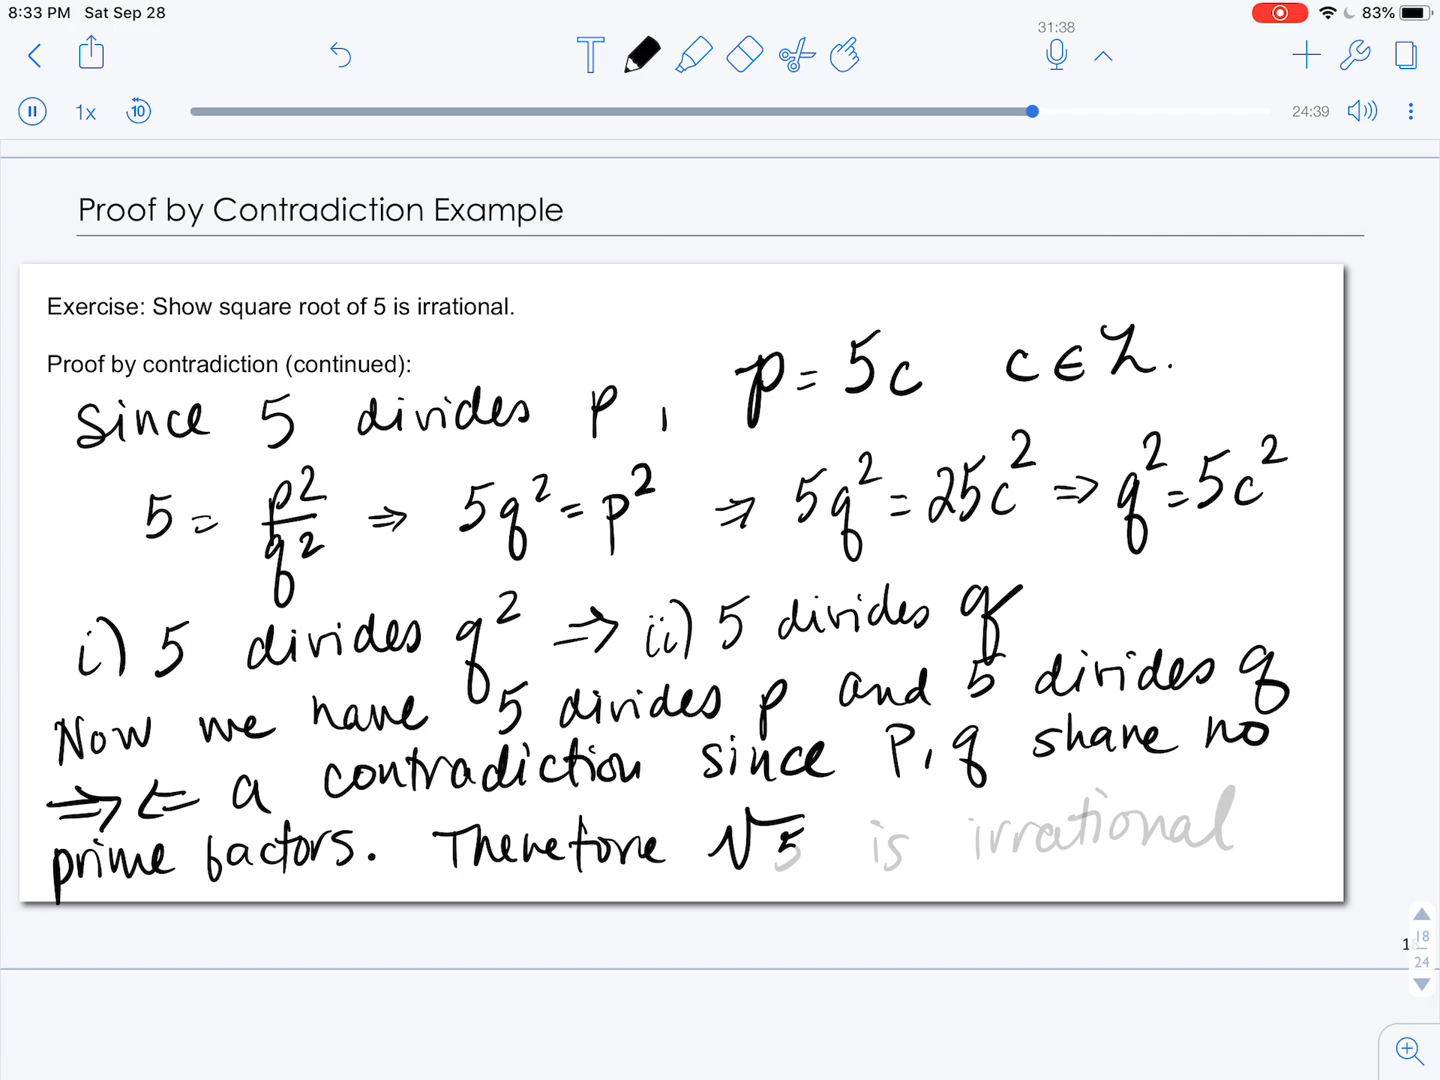 8:33 PM Sat Sep 28
83%
31:38
1x
10
24:39
Proof by Contradiction Example
Exercise: Show square root of 5 is irrational.
Proof by contradiction (continued):
Since 5 divides p, p = 5c c ∈ ℤ.
5 = p²/q² ⇒ 5q² = p² ⇒ 5q² = 25c² ⇒ q² = 5c²
i) 5 divides q² ⇒ ii) 5 divides q
Now we have 5 divides p and 5 divides q
⇒⇐ a contradiction since p, q share no
prime factors. Therefore √5 is irrational
18
24